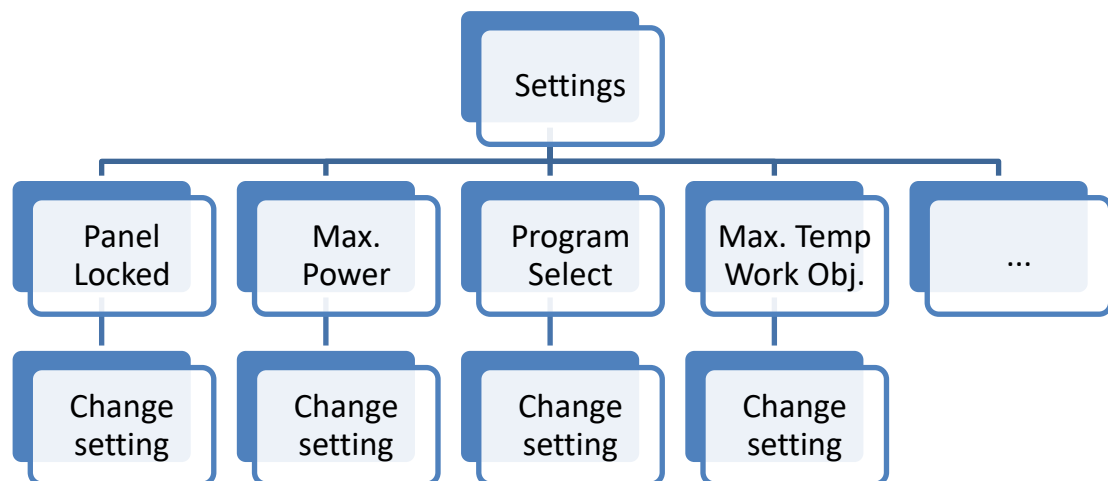 Settings
Panel
Locked
Max.
Power
Program
Select
Max. Temp
Work Obj.
...
Change
setting
Change
setting
Change
setting
Change
setting